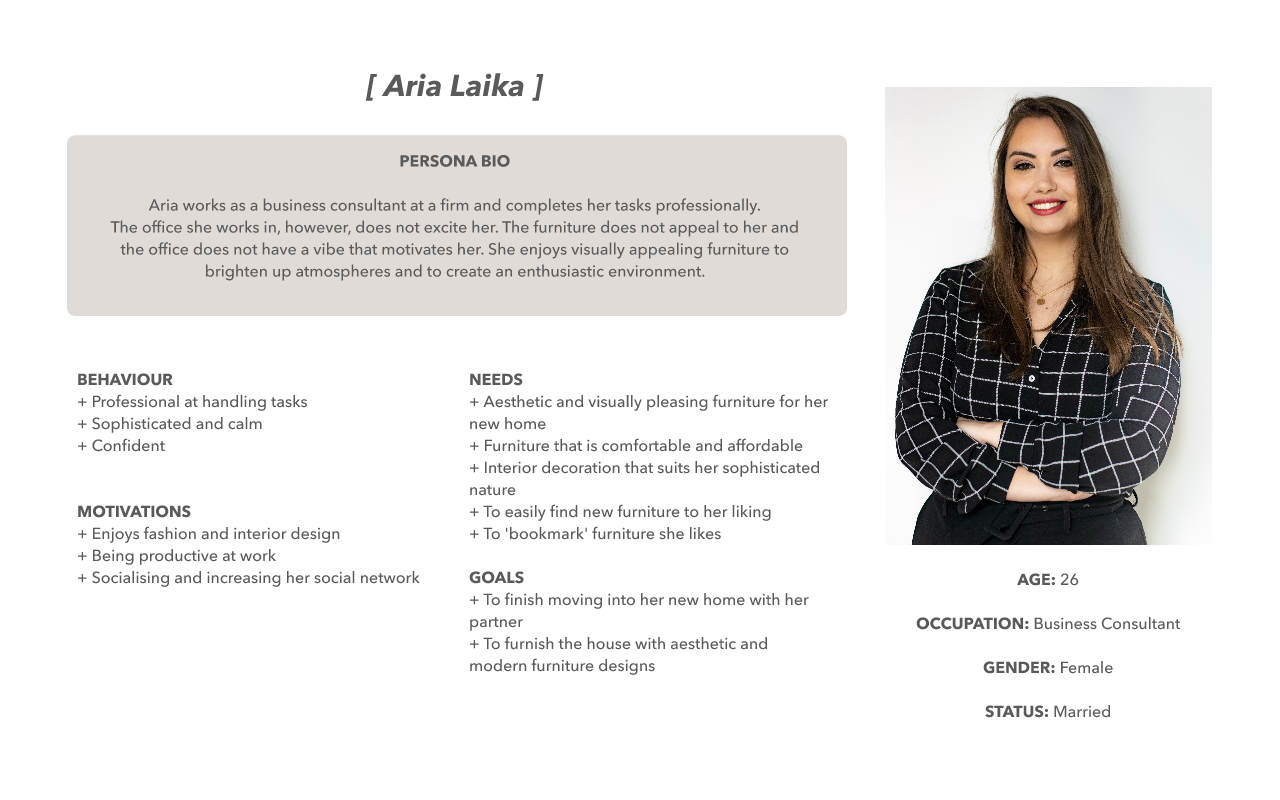 [ Aria Laika ]
PERSONA BIO
Aria works as a business consultant at a firm and completes her tasks professionally.
The office she works in, however, does not excite her. The furniture does not appeal to her and
the office does not have a vibe that motivates her. She enjoys visually appealing furniture to
brighten up atmospheres and to create an enthusiastic environment.
BEHAVIOUR
+ Professional at handling tasks
+ Sophisticated and calm
+ Confident
MOTIVATIONS
+ Enjoys fashion and interior design
+ Being productive at work
+ Socialising and increasing her social network
NEEDS
+ Aesthetic and visually pleasing furniture for her
new home
+ Furniture that is comfortable and affordable
+ Interior decoration that suits her sophisticated
nature
+ To easily find new furniture to her liking
+ To 'bookmark' furniture she likes
GOALS
+ To finish moving into her new home with her
partner
+ To furnish the house with aesthetic and
modern furniture designs
AGE: 26
OCCUPATION: Business Consultant
GENDER: Female
STATUS: Married